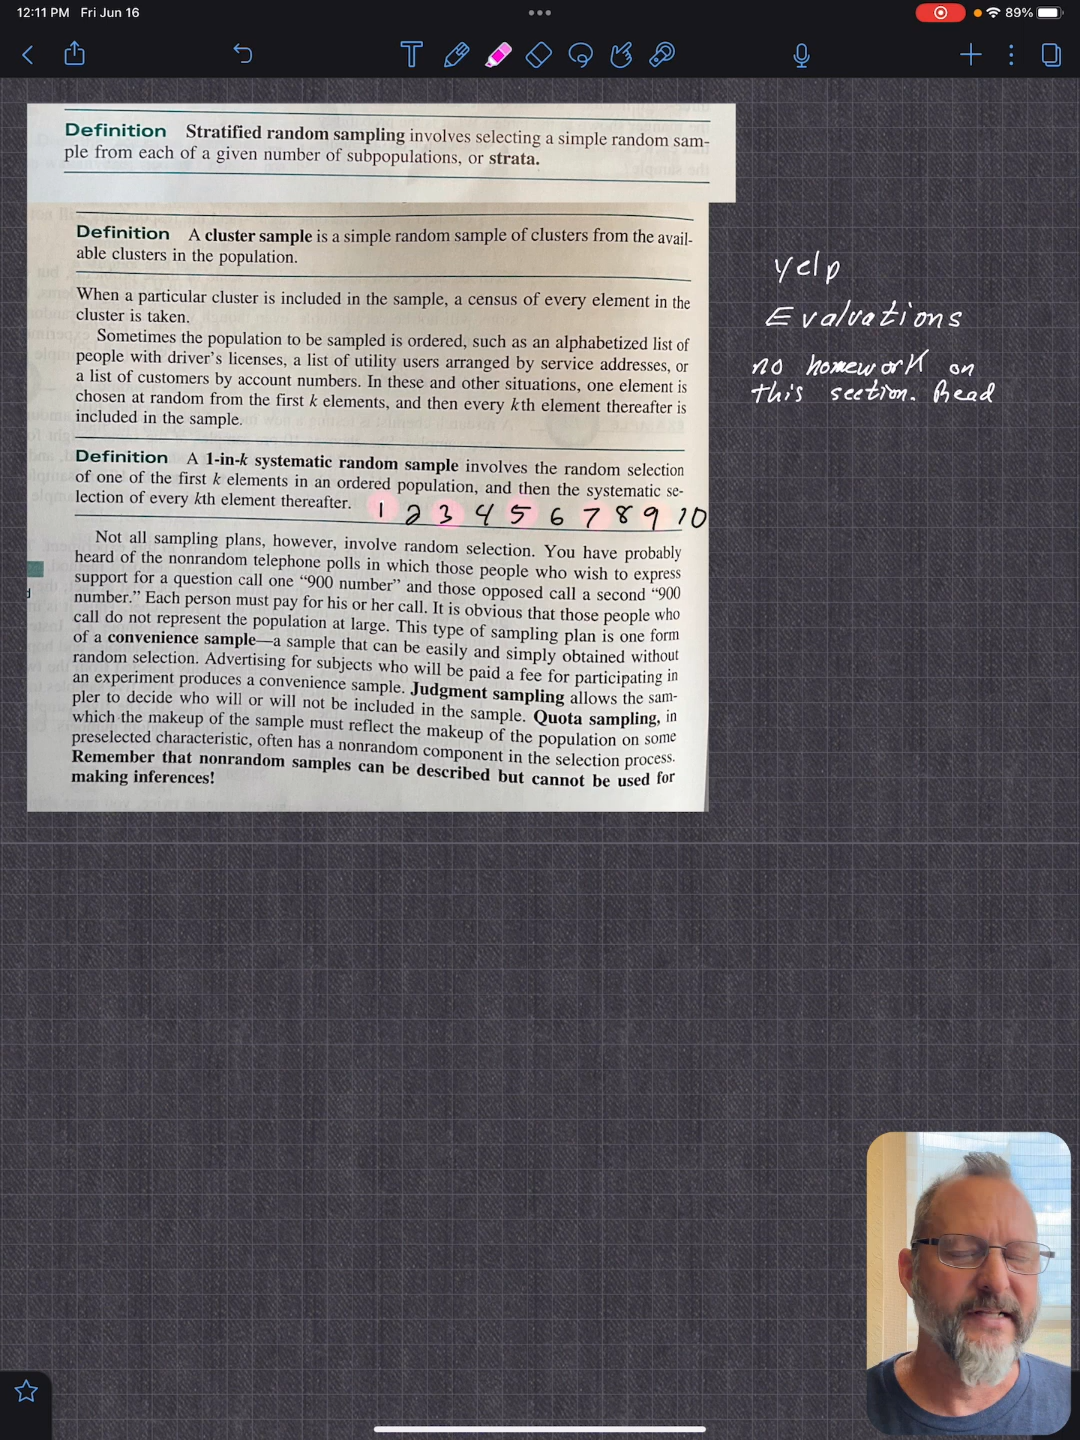 12:11 PM Fri Jun 16
89%
Definition Stratified random sampling involves selecting a simple random sam-
ple from each of a given number of subpopulations, or strata.
Definition A cluster sample is a simple random sample of clusters from the avail-
able clusters in the population.
When a particular cluster is included in the sample, a census of every element in the
cluster is taken.
Sometimes the population to be sampled is ordered, such as an alphabetized list of
people with driver's licenses, a list of utility users arranged by service addresses, or
a list of customers by account numbers. In these and other situations, one element is
chosen at random from the first k elements, and then every kth element thereafter is
included in the sample.
Definition A 1-in-k systematic random sample involves the random selection
of one of the first k elements in an ordered population, and then the systematic se-
lection of every kth element thereafter.
1 2 3 4 5 6 7 8 9 10
Not all sampling plans, however, involve random selection. You have probably
heard of the nonrandom telephone polls in which those people who wish to express
support for a question call one “900 number” and those opposed call a second “900
number.” Each person must pay for his or her call. It is obvious that those people who
call do not represent the population at large. This type of sampling plan is one form
of a convenience sample—a sample that can be easily and simply obtained without
random selection. Advertising for subjects who will be paid a fee for participating in
an experiment produces a convenience sample. Judgment sampling allows the sam-
pler to decide who will or will not be included in the sample. Quota sampling, in
which the makeup of the sample must reflect the makeup of the population on some
preselected characteristic, often has a nonrandom component in the selection process.
Remember that nonrandom samples can be described but cannot be used for
making inferences!
yelp
Evaluations
no homework on
this section. Read